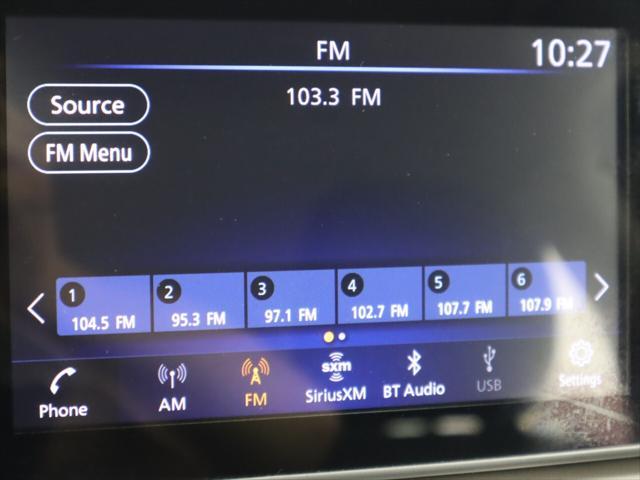 FM
10:27
Source
103.3 FM
FM Menu
1
2
3
4
5
6
104.5 FM
95.3 FM
97.1 FM
102.7 FM
107.7 FM
107.9 FM
sxm
Phone
AM
FM
SiriusXM
BT Audio
USB
Settings